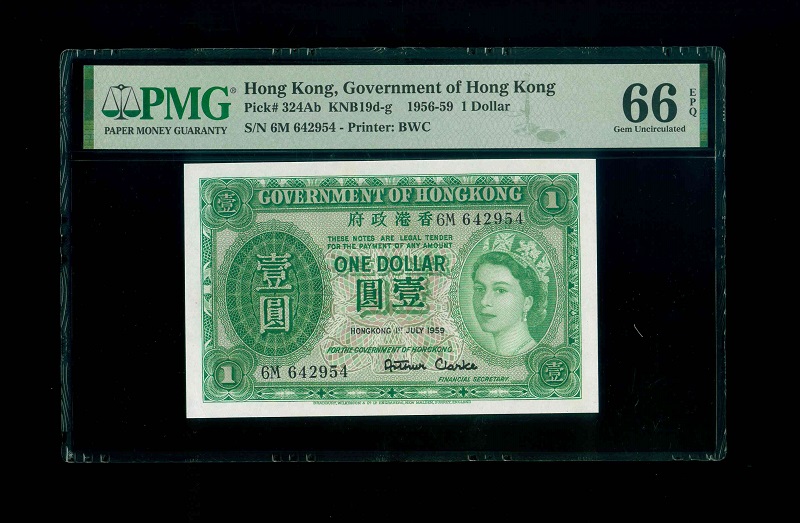 PMG®
PAPER MONEY GUARANTY
Hong Kong, Government of Hong Kong
Pick# 324Ab KNB19d-g 1956-59 1 Dollar
S/N 6M 642954 - Printer: BWC
66 EPQ
Gem Uncirculated
壹 GOVERNMENT OF HONGKONG 1
府政港香 6M 642954
THESE NOTES ARE LEGAL TENDER
FOR THE PAYMENT OF ANY AMOUNT
ONE DOLLAR
壹圓
圓壹
HONGKONG 1ST JULY 1959
FOR THE GOVERNMENT OF HONGKONG
6M 642954
Arthur Clarke
FINANCIAL SECRETARY
1 壹